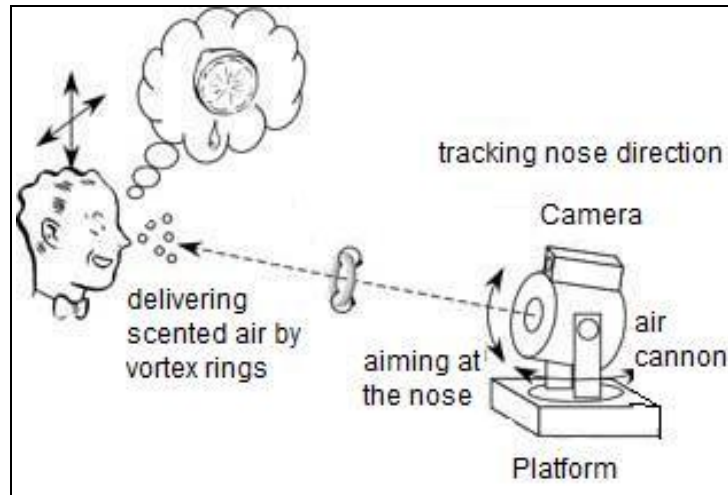 tracking nose direction
Camera
delivering
scented air by
vortex rings
aiming at
the nose
air
cannon
Platform